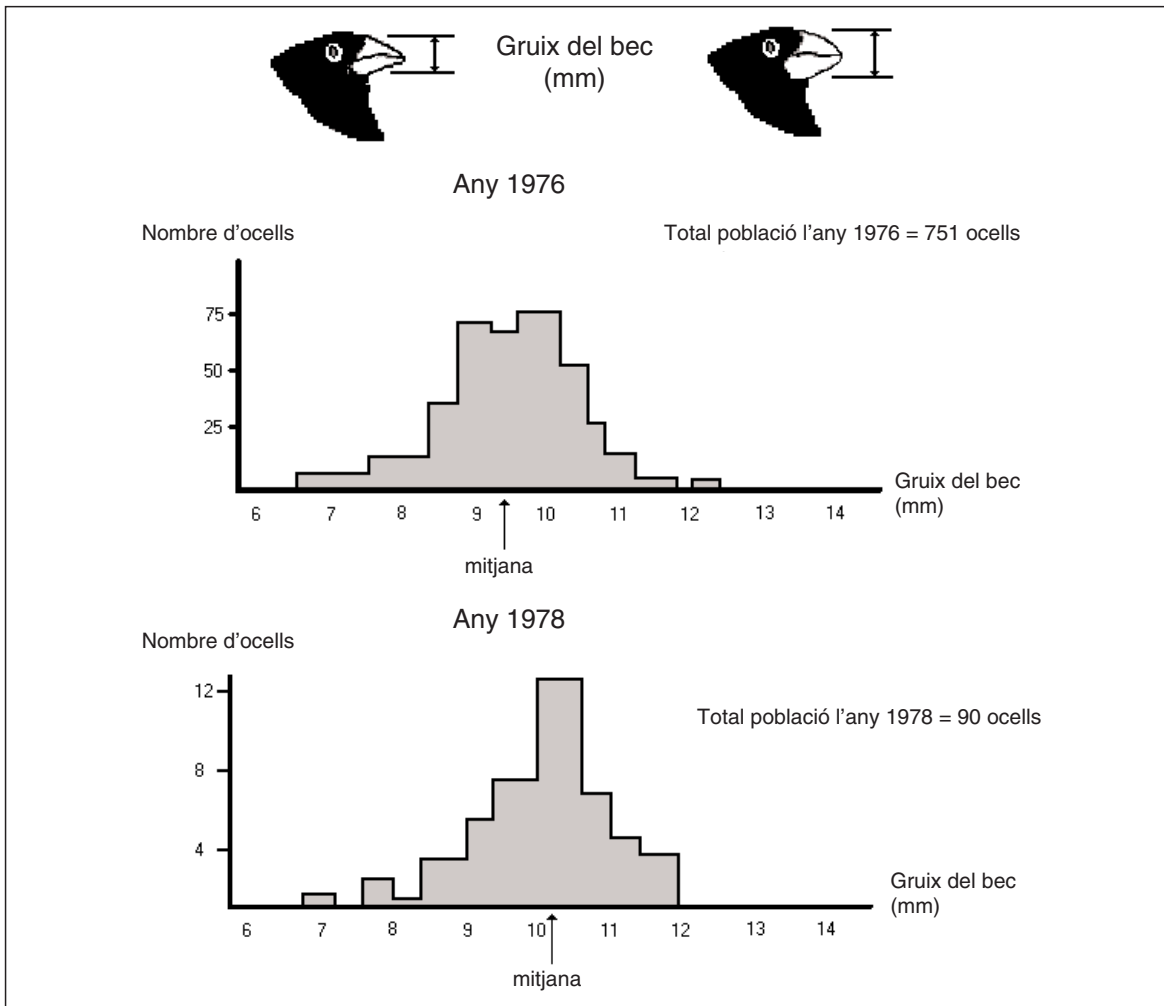 Gruix del bec
(mm)
Any 1976
Nombre d'ocells
Total població l'any 1976 = 751 ocells
75
50
25
Gruix del bec
(mm)
6 7 8 9 10 11 12 13 14
mitjana
Any 1978
Nombre d'ocells
12
Total població l'any 1978 = 90 ocells
8
4
Gruix del bec
(mm)
6 7 8 9 10 11 12 13 14
mitjana